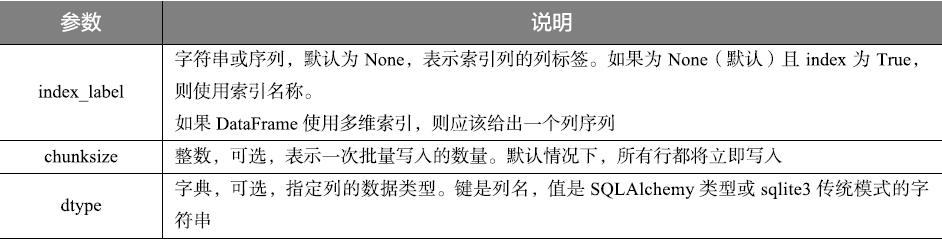 参数 说明
字符串或序列，默认为 None，表示索引列的列标签。如果为 None（默认）且 index 为 True，
index_label 则使用索引名称。
如果 DataFrame 使用多维索引，则应该给出一个列序列
chunksize 整数，可选，表示一次批量写入的数量。默认情况下，所有行都将立即写入
字典，可选，指定列的数据类型。键是列名，值是 SQLAlchemy 类型或 sqlite3 传统模式的字
dtype
符串